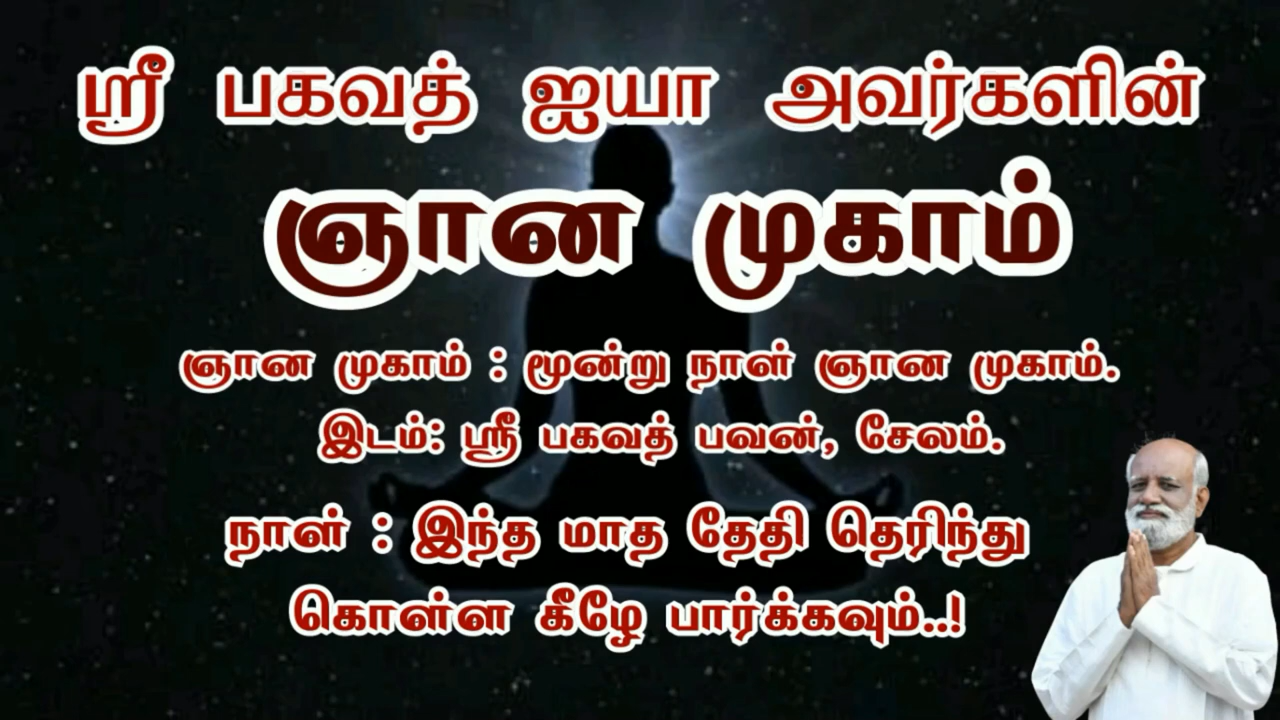 ஸ்ரீ பகவத் ஐயா அவர்களின்
ஞான முகாம்
ஞான முகாம் : மூன்று நாள் ஞான முகாம்.
இடம்: ஸ்ரீ பகவத் பவன், சேலம்.
நாள் : இந்த மாத தேதி தெரிந்து
கொள்ள கீழே பார்க்கவும்..!